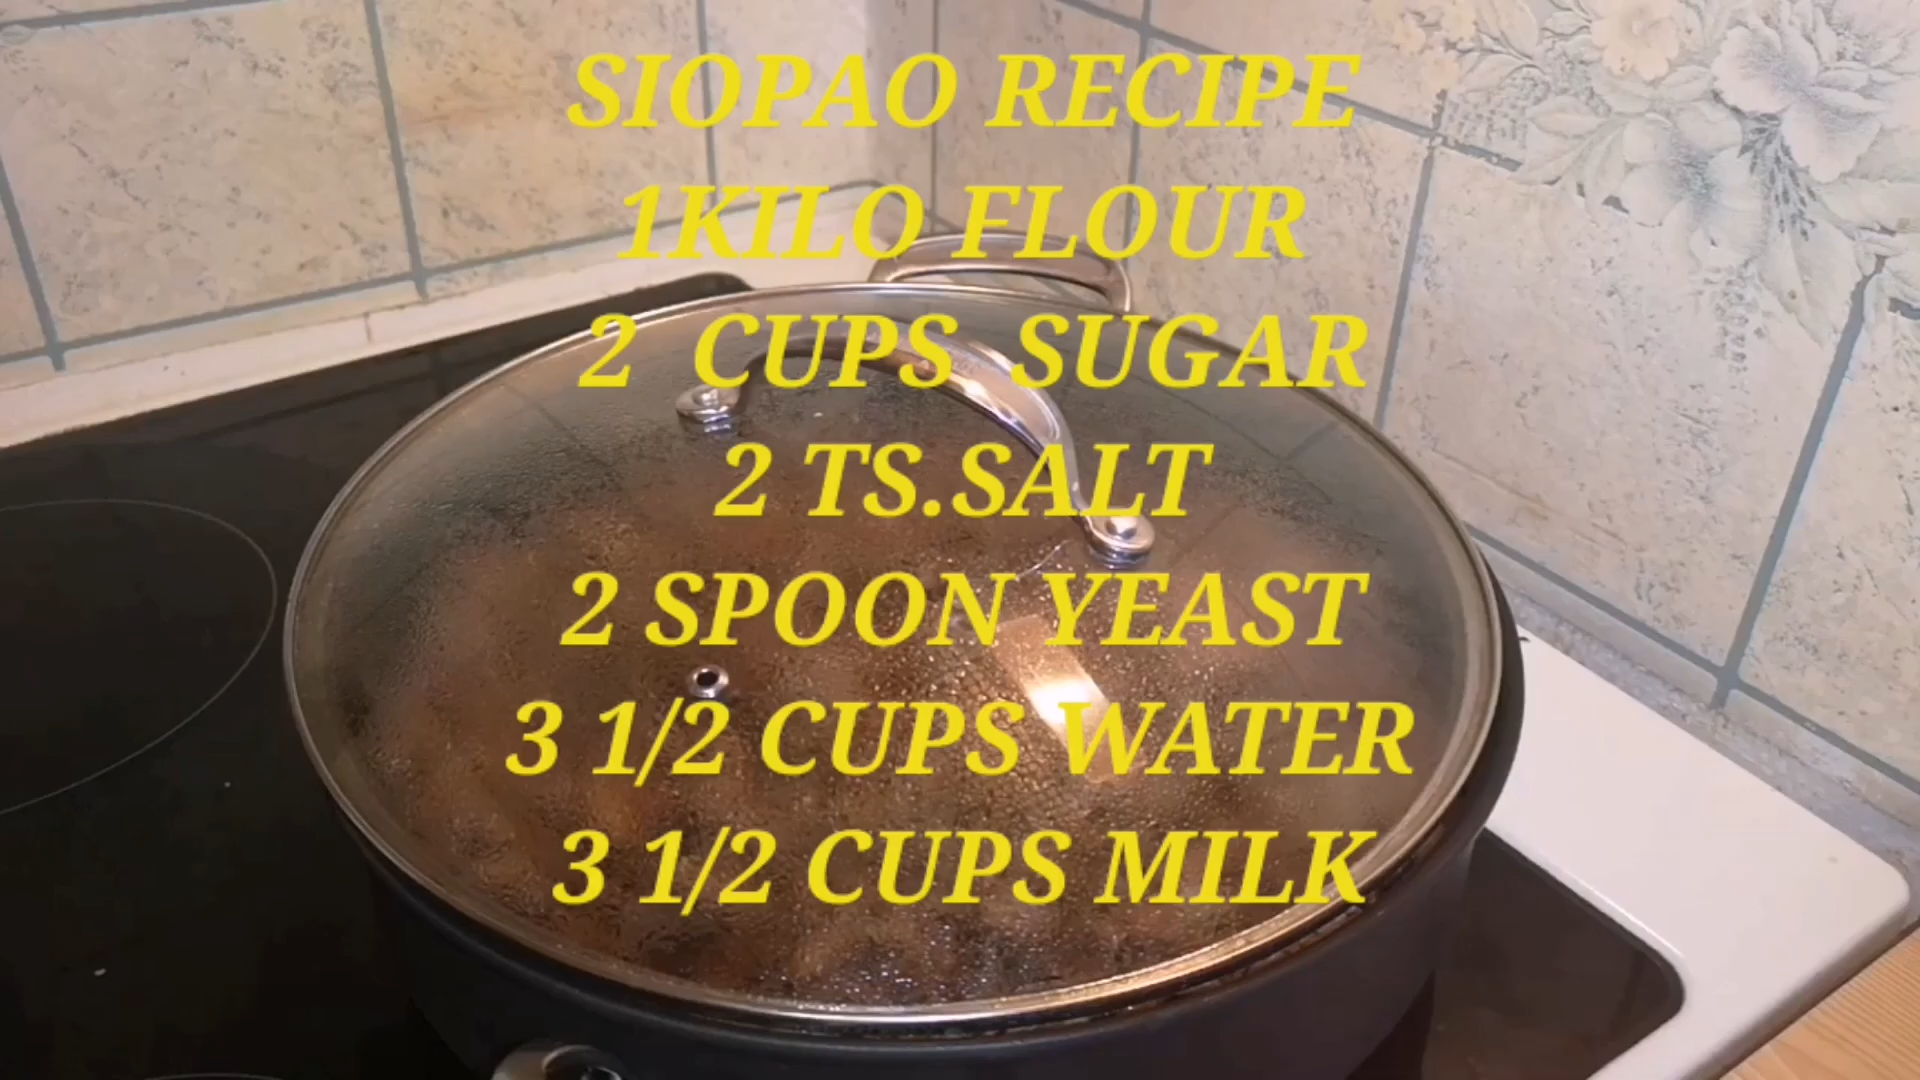 SIOPAO RECIPE
1KILO FLOUR
2 CUPS SUGAR
2 TS.SALT
2 SPOON YEAST
3 1/2 CUPS WATER
3 1/2 CUPS MILK